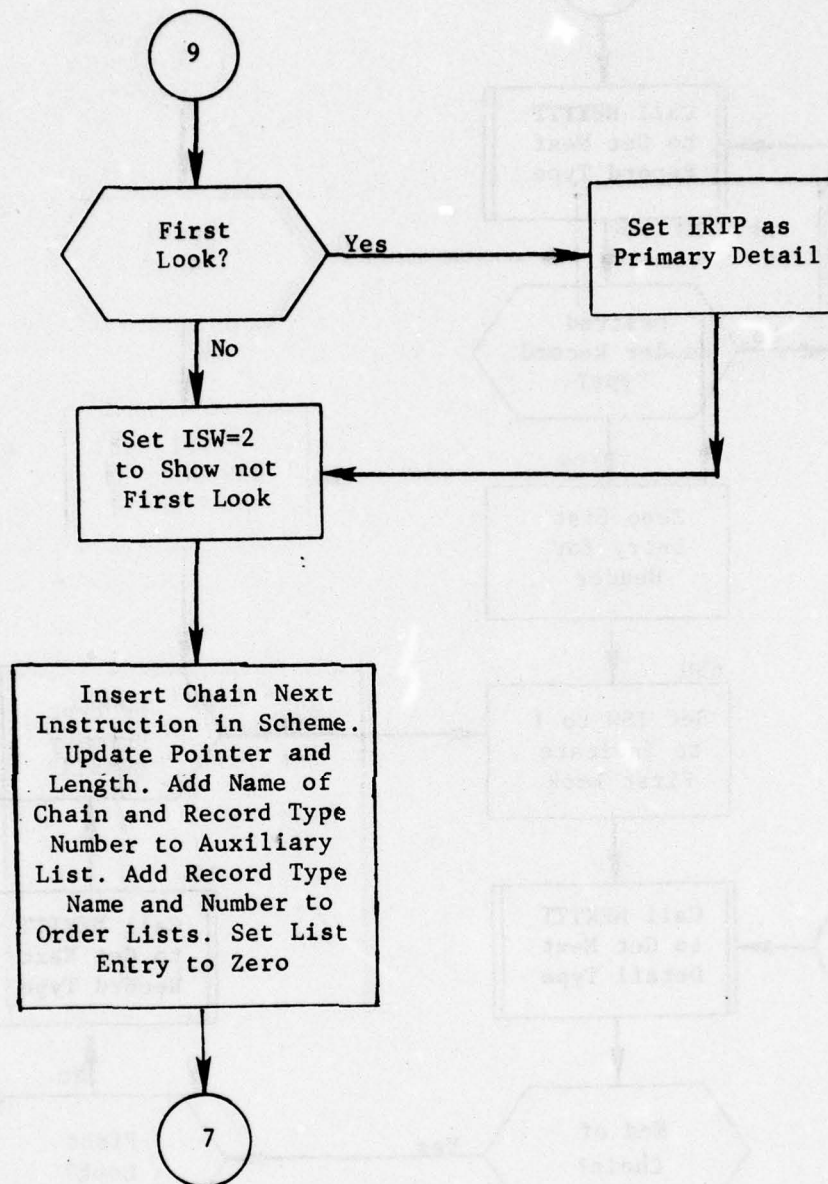 9
First
Look?
Yes
Set IRTP as
Primary Detail
No
Set ISW=2
to Show not
First Look
Insert Chain Next
Instruction in Scheme.
Update Pointer and
Length. Add Name of
Chain and Record Type
Number to Auxiliary
List. Add Record Type
Name and Number to
Order Lists. Set List
Entry to Zero
7